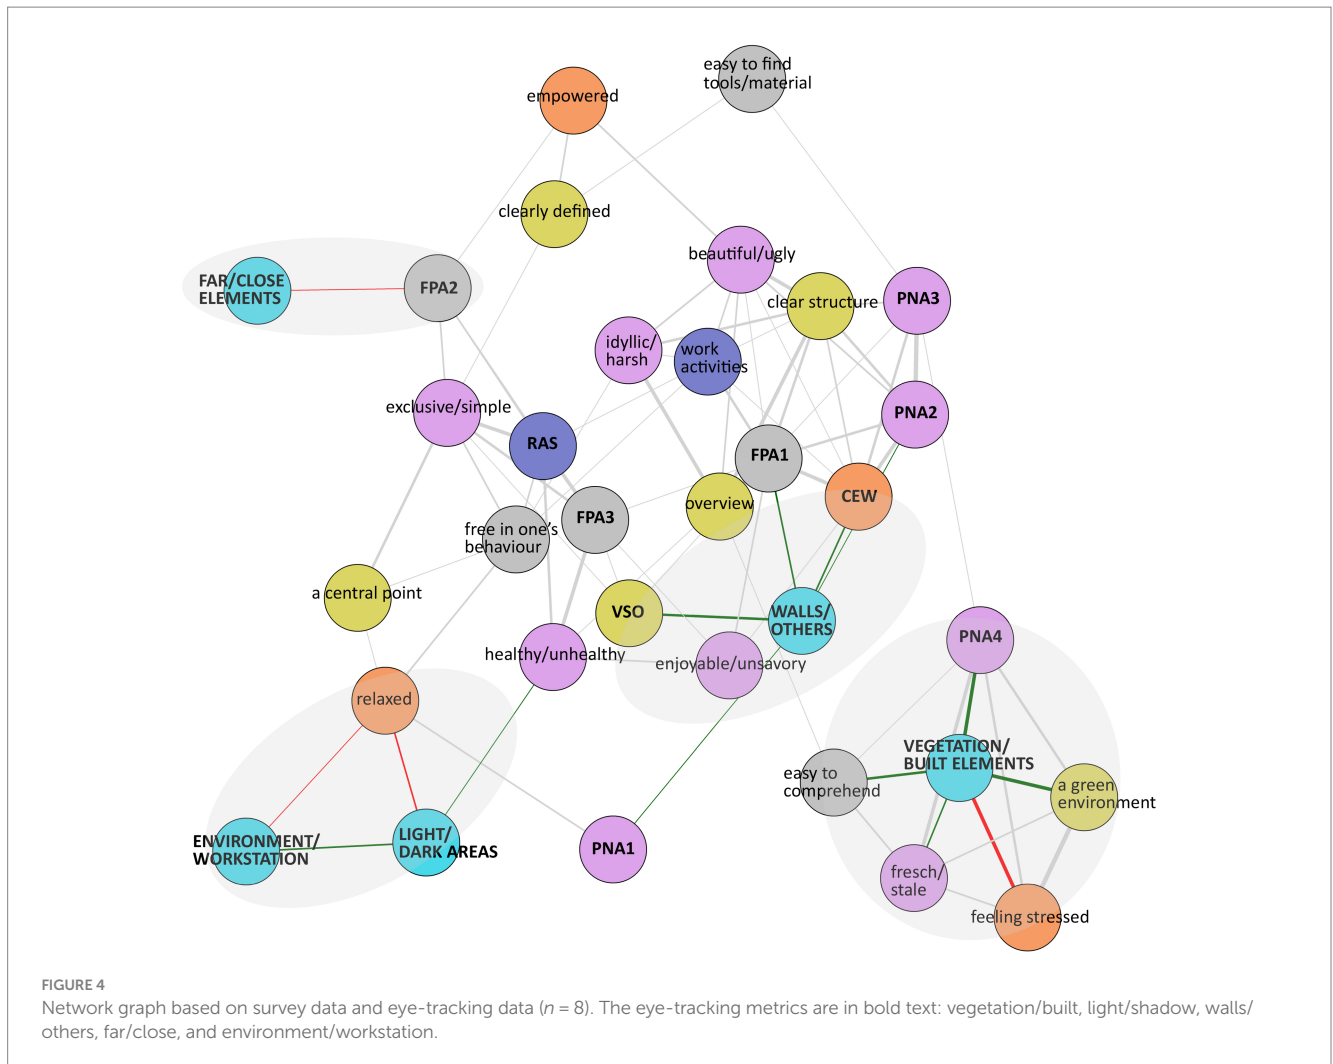 easy to find
tools/material
empowered
clearly defined
beautiful/ugly
FAR/CLOSE
ELEMENTS
FPA2
clear structure
PNA3
idyllic/
harsh
work
activities
exclusive/simple
PNA2
RAS
FPA1
CEW
overview
FPA3
free in one's
behaviour
a central point
VSO
WALLS/
OTHERS
healthy/unhealthy
enjoyable/unsavory
PNA4
relaxed
VEGETATION/
BUILT ELEMENTS
easy to
comprehend
a green
environment
ENVIRONMENT/
WORKSTATION
LIGHT/
DARK AREAS
PNA1
fresch/
stale
feeling stressed
FIGURE 4
Network graph based on survey data and eye-tracking data (n = 8). The eye-tracking metrics are in bold text: vegetation/built, light/shadow, walls/
others, far/close, and environment/workstation.